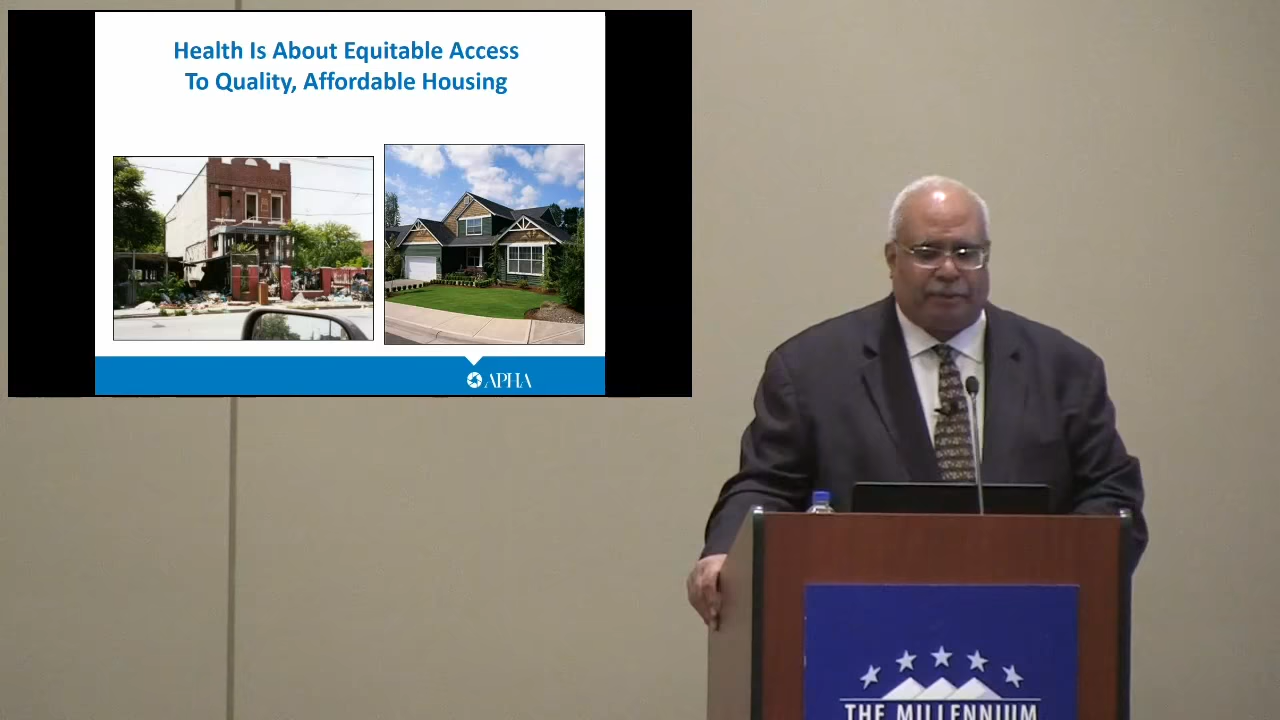 Health Is About Equitable Access
To Quality, Affordable Housing
APHA
THE MILLENNIUM